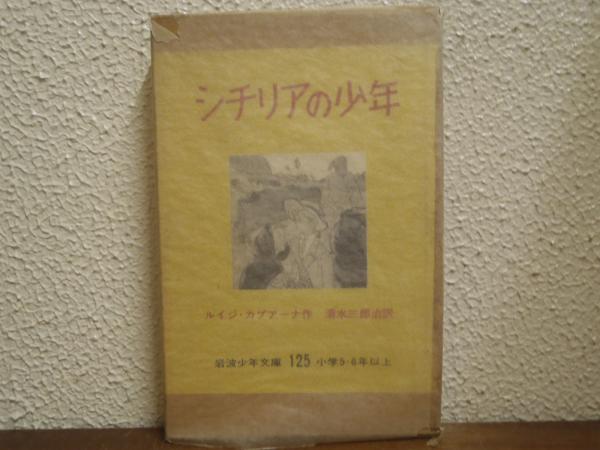 シチリアの少年
ルイジ・カプアーナ作 清水三郎治訳
岩波少年文庫 125 小学5・6年以上